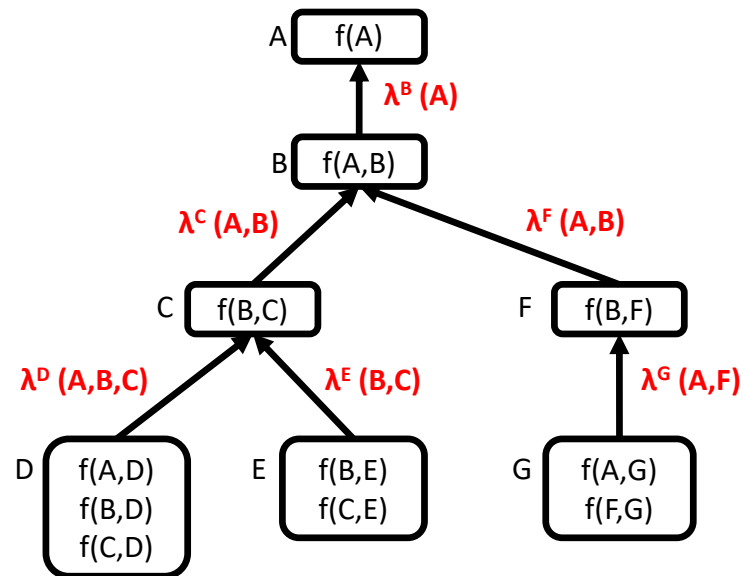 A
f(A)
λᴮ (A)
B
f(A,B)
λᶜ (A,B)
λᶠ (A,B)
C
f(B,C)
F
f(B,F)
λᴰ (A,B,C)
λᴱ (B,C)
λᴳ (A,F)
D
f(A,D)
f(B,D)
f(C,D)
E
f(B,E)
f(C,E)
G
f(A,G)
f(F,G)